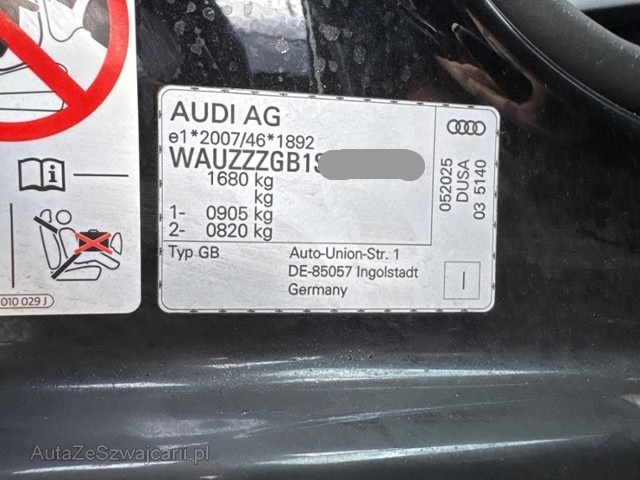 AUDI AG
e1*2007/46*1892
WAUZZZGB1S
1680 kg
kg
1- 0905 kg
2- 0820 kg
Typ GB
Auto-Union-Str. 1
DE-85057 Ingolstadt
Germany
052025
DUSA
03 5140
I
010 029 J
AutaZeSzwajcarii.pl